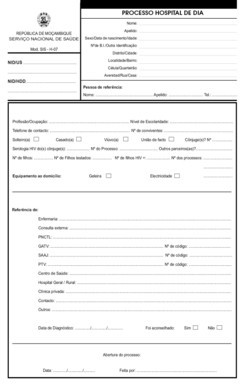 PROCESSO HOSPITAL DE DIA
REPÚBLICA DE MOÇAMBIQUE
SERVIÇO NACIONAL DE SAÚDE
Mod. SIS - H-07
NID/US
NID/HDD
Nome:
Apelido:
Sexo/Data de nascimento/Idade:
Nº de B.I./Outra identificação:
Distrito/Cidade:
Localidade/Bairro:
Célula/Quarteirão:
Avenida/Rua/Casa:
Pessoa de referência:
Nome: Apelido: Tel:
Profissão/Ocupação: Nível de Escolaridade:
Telefone de contacto: Nº de conviventes:
Solteiro(a) Casado(a) Viúvo(a) União de facto Cônjuge(s)? Nº
Serologia HIV do(s) cônjuge(s): Nº do Processo: Outros parceiros(as)?
Nº de filhos: Nº de Filhos testados: Nº de filhos HIV + Nº dos processos
Equipamento ao domicílio: Geleira Electricidade
Referência de:
Enfermaria:
Consulta externa:
PNCTL:
GATV: Nº de código:
SAAJ: Nº de código:
PTV: Nº de código:
Centro de Saúde:
Hospital Geral / Rural:
Clínica privada:
Contacto:
Outros:
Data de Diagnóstico: / / Foi aconselhado: Sim Não
Abertura do processo:
Data / / Feita por